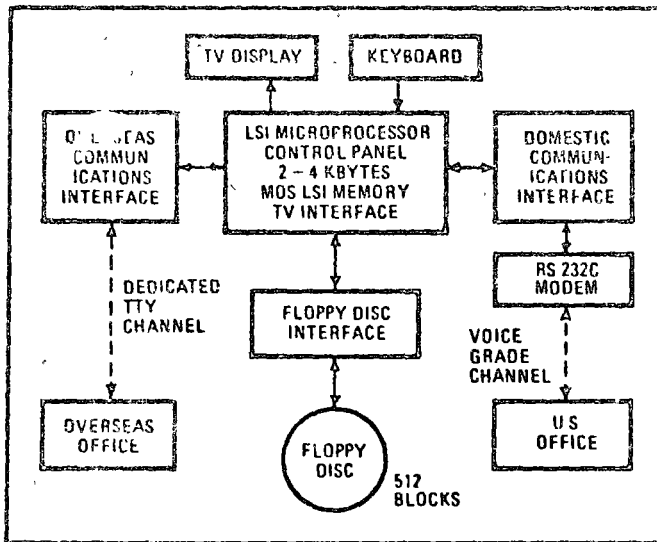 TV DISPLAY
KEYBOARD
COMMUN-
ICATIONS
INTERFACE
LSI MICROPROCESSOR
CONTROL PANEL
2 – 4 KBYTES
MOS LSI MEMORY
TV INTERFACE
DOMESTIC
COMMUN-
ICATIONS
INTERFACE
DEDICATED
TTY
CHANNEL
FLOPPY DISC
INTERFACE
RS 232C
MODEM
VOICE
GRADE
CHANNEL
OVERSEAS
OFFICE
FLOPPY
DISC
512
BLOCKS
U S
OFFICE